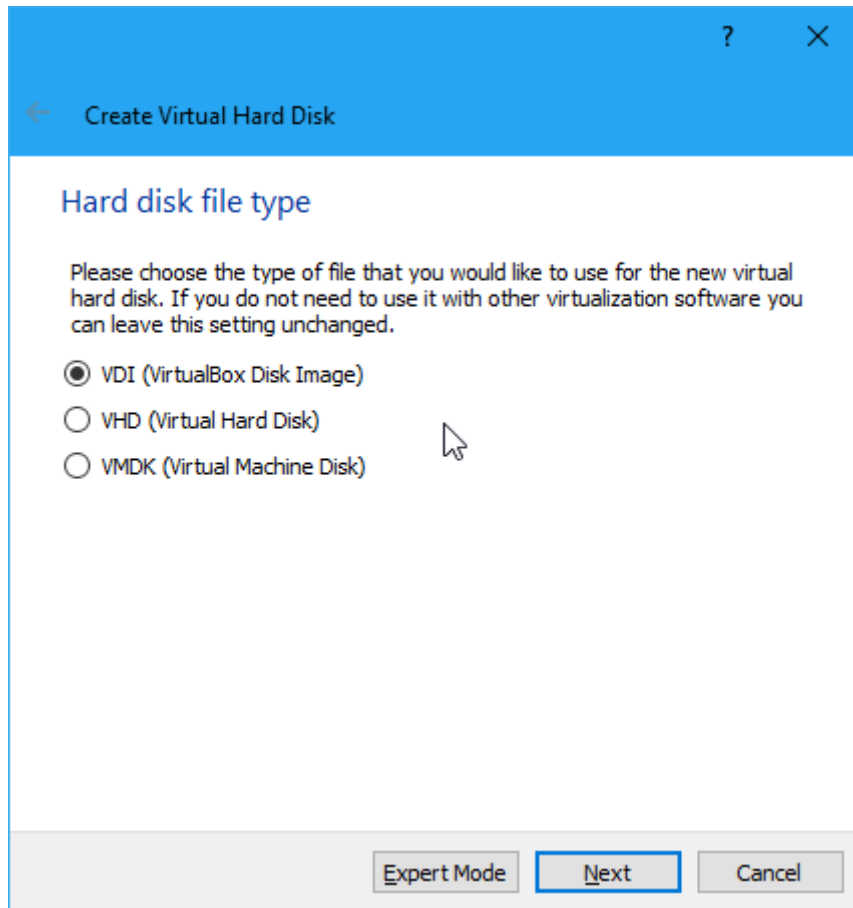 ?
Create Virtual Hard Disk
Hard disk file type
Please choose the type of file that you would like to use for the new virtual
hard disk. If you do not need to use it with other virtualization software you
can leave this setting unchanged.
VDI (VirtualBox Disk Image)
VHD (Virtual Hard Disk)
VMDK (Virtual Machine Disk)
Expert Mode Next Cancel